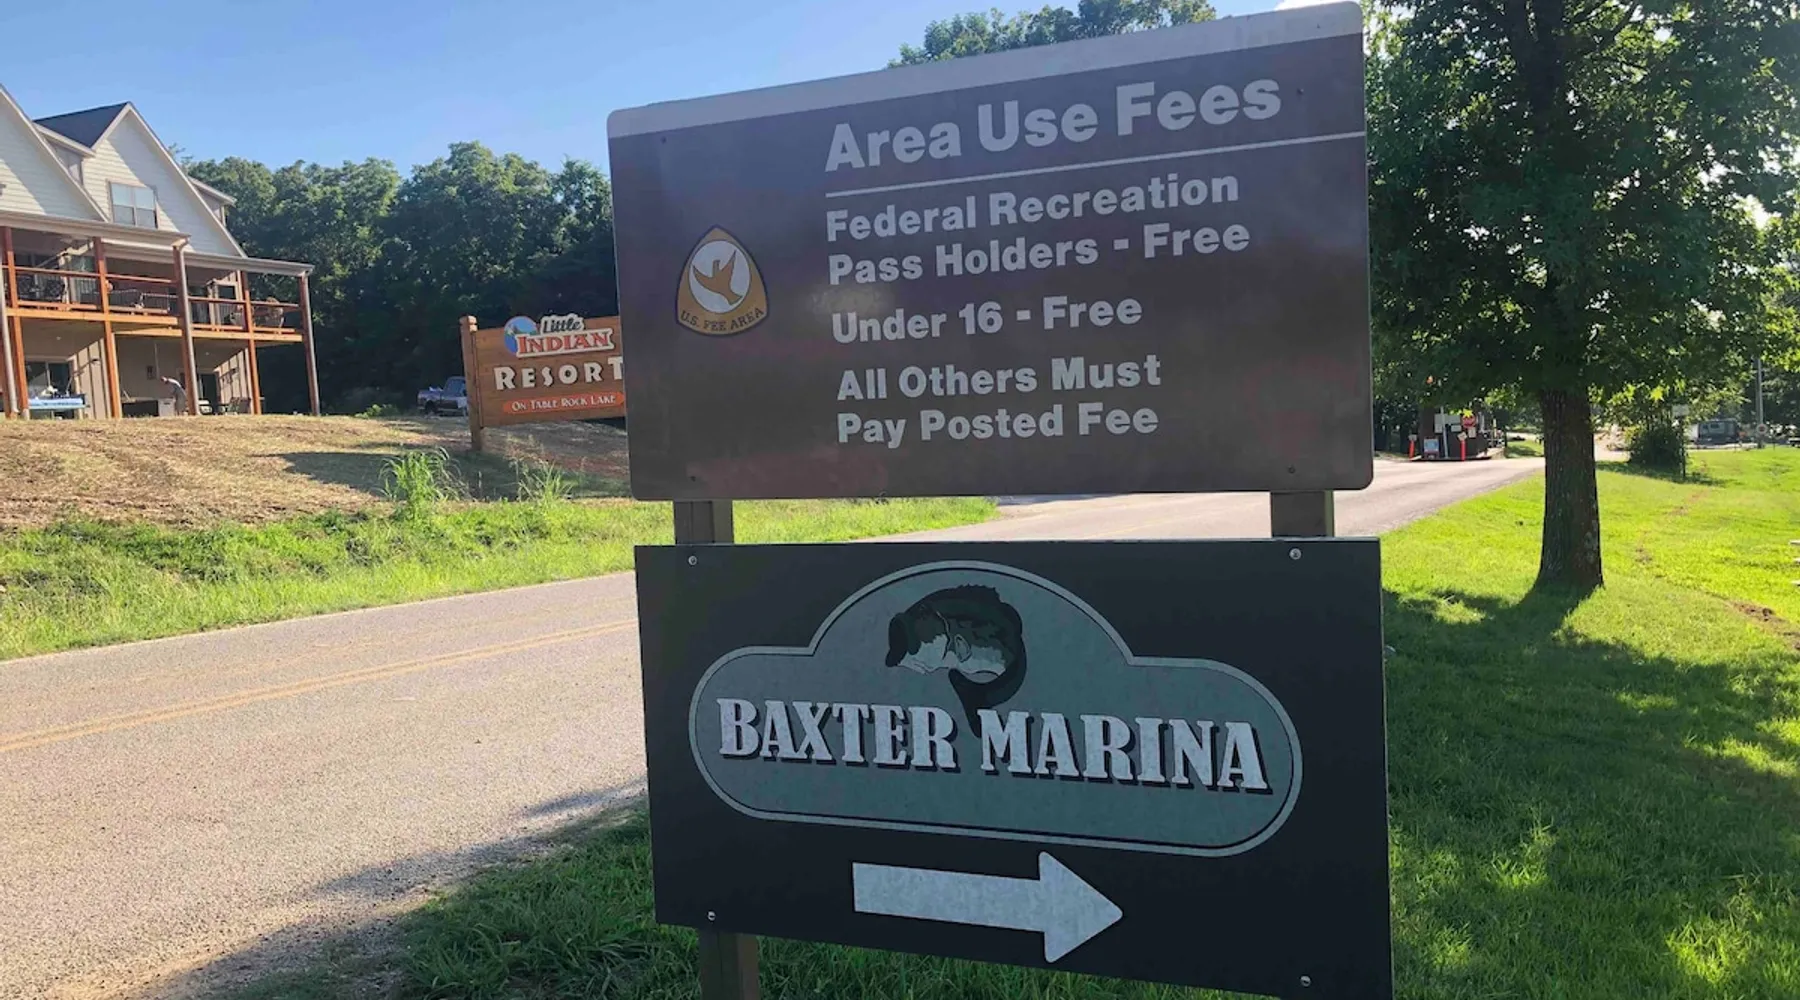 Area Use Fees
Federal Recreation
Pass Holders - Free
Under 16 - Free
All Others Must
Pay Posted Fee
U.S. FEE AREA
Little
INDIAN
RESORT
ON TABLE ROCK LAKE
BAXTER MARINA